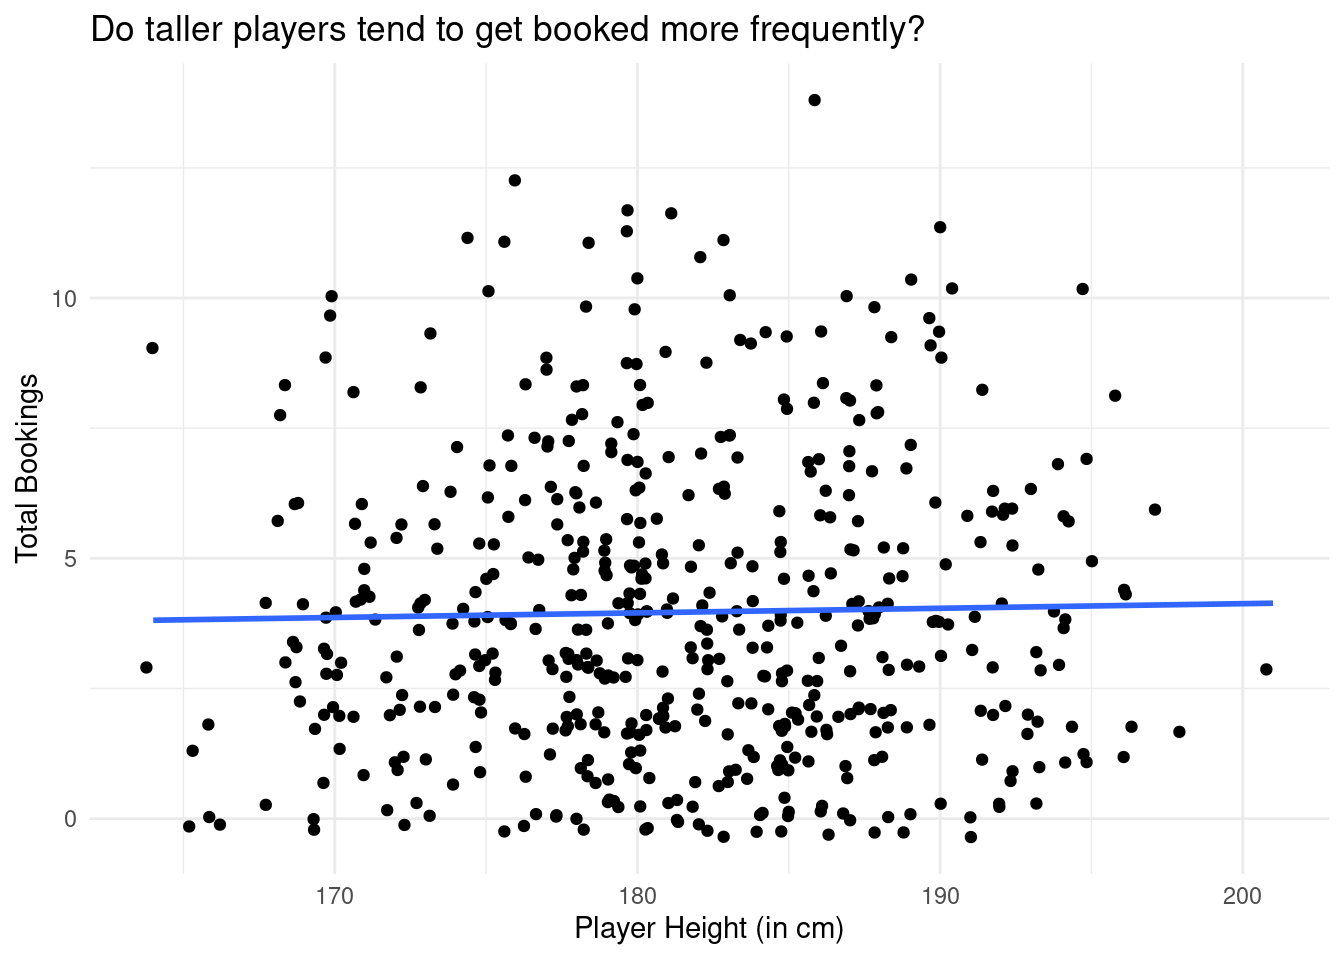 Do taller players tend to get booked more frequently?
Total Bookings
10
5
0
170
180
190
200
Player Height (in cm)